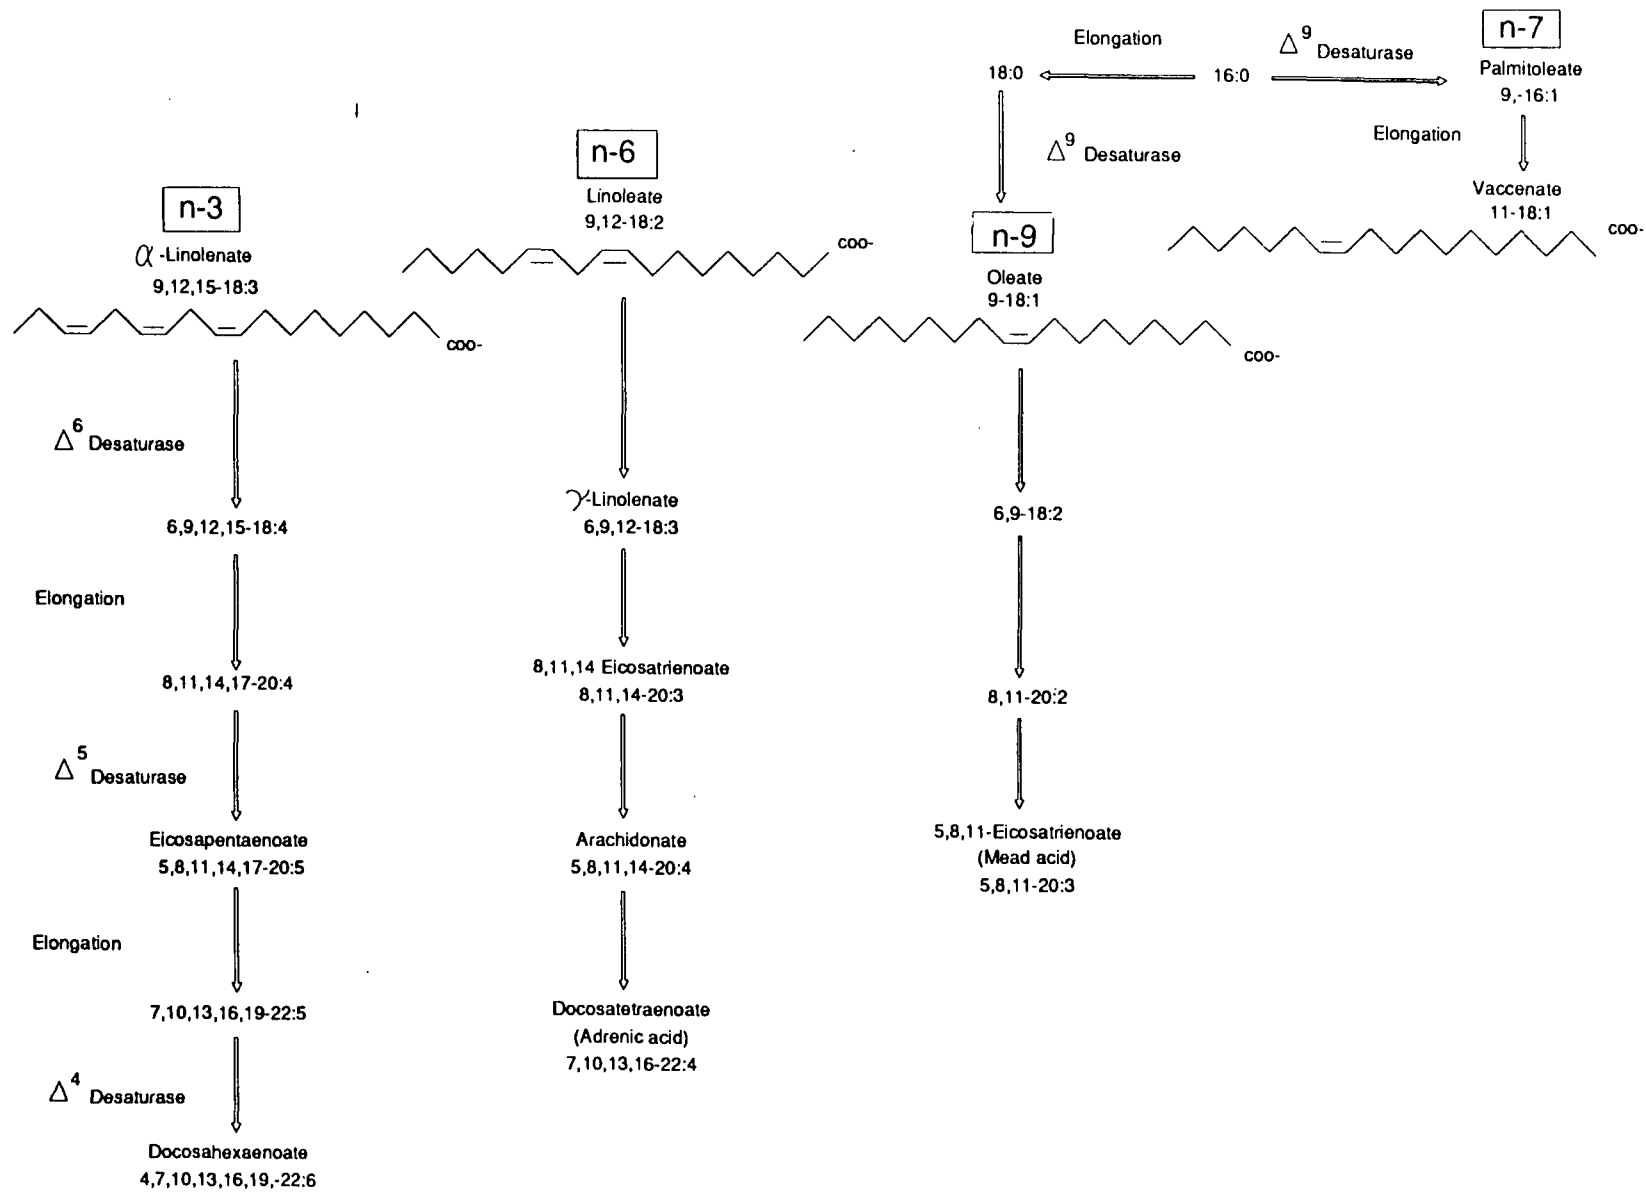 n-3
α-Linolenate
9,12,15-18:3
COO-
Δ6 Desaturase
6,9,12,15-18:4
Elongation
8,11,14,17-20:4
Δ5 Desaturase
Eicosapentaenoate
5,8,11,14,17-20:5
Elongation
7,10,13,16,19-22:5
Δ4 Desaturase
Docosahexaenoate
4,7,10,13,16,19,-22:6
n-6
Linoleate
9,12-18:2
COO-
γ-Linolenate
6,9,12-18:3
8,11,14 Eicosatrienoate
8,11,14-20:3
Arachidonate
5,8,11,14-20:4
Docosatetraenoate
(Adrenic acid)
7,10,13,16-22:4
18:0
Elongation
16:0
Δ9 Desaturase
Δ9 Desaturase
n-9
Oleate
9-18:1
COO-
6,9-18:2
8,11-20:2
5,8,11-Eicosatrienoate
(Mead acid)
5,8,11-20:3
n-7
Palmitoleate
9,-16:1
Elongation
Vaccenate
11-18:1
COO-